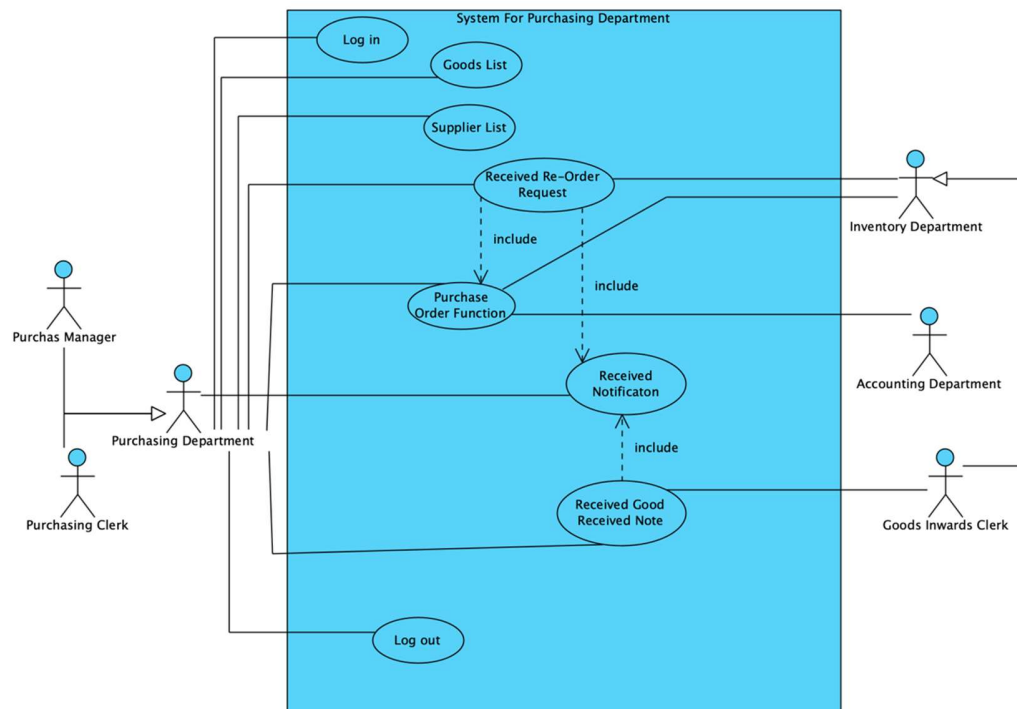 System For Purchasing Department
Log in
Goods List
Supplier List
Received Re-Order
Request
Inventory Department
include
include
Purchase
Order Function
Purchas Manager
Accounting Department
Received
Notificaton
Purchasing Department
include
Purchasing Clerk
Received Good
Received Note
Goods Inwards Clerk
Log out